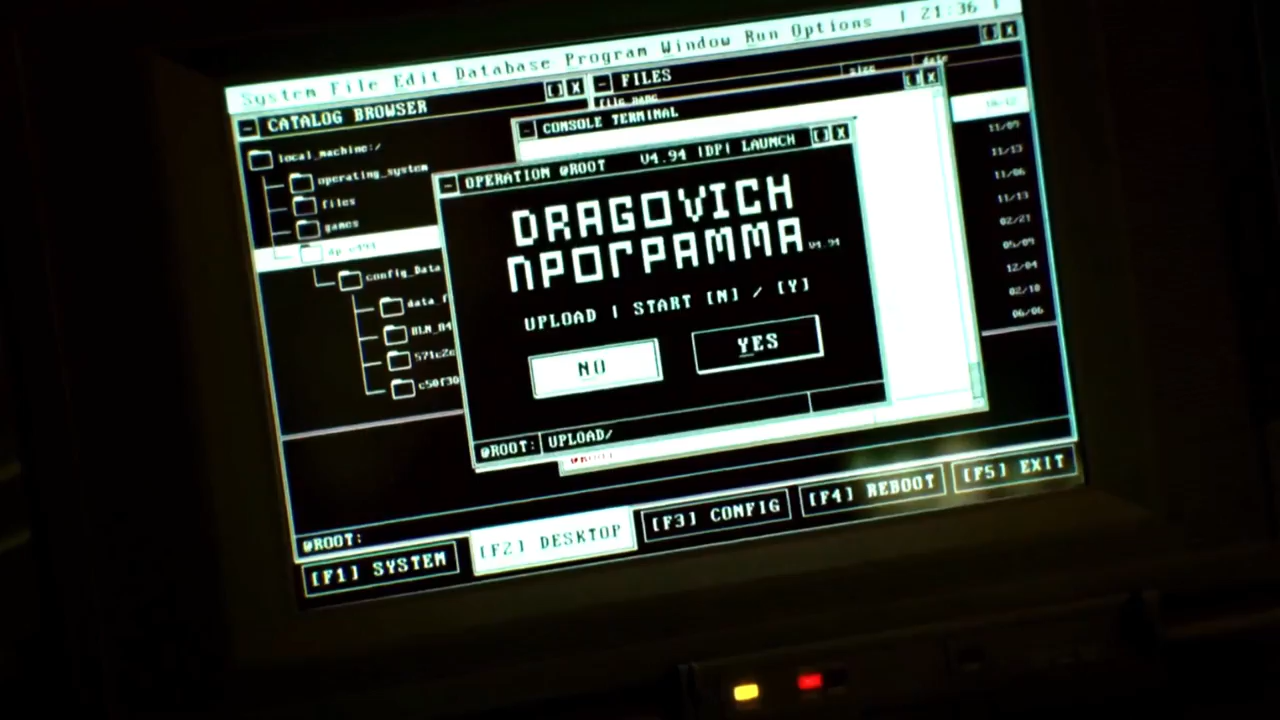 System File Edit Database Program Window Run Options | 21:36 |
CATALOG BROWSER
FILES
size
date
file name
local_machine:/
operating_system
files
games
config_Data
CONSOLE TERMINAL
11/09
11/13
11/06
11/13
02/21
05/09
12/04
02/10
06/06
OPERATION @ROOT V4.94 |DP| LAUNCH
DRAGOVICH
ПРОГРАММА V4.94
UPLOAD | START [N] / [Y]
NO
YES
@ROOT: UPLOAD/
@ROOT:
[F1] SYSTEM
[F2] DESKTOP
[F3] CONFIG
[F4] REBOOT
[F5] EXIT